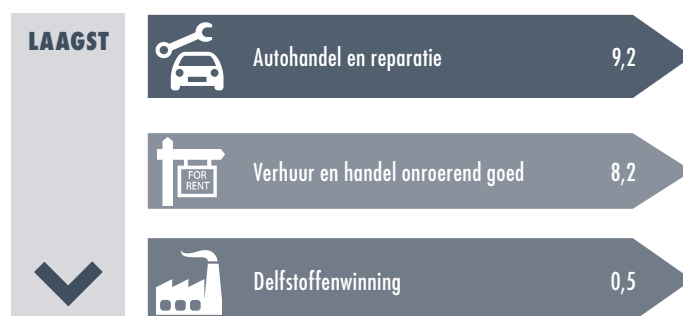 LAAGST
Autohandel en reparatie 9,2
FOR
RENT
Verhuur en handel onroerend goed 8,2
Delfstoffenwinning 0,5